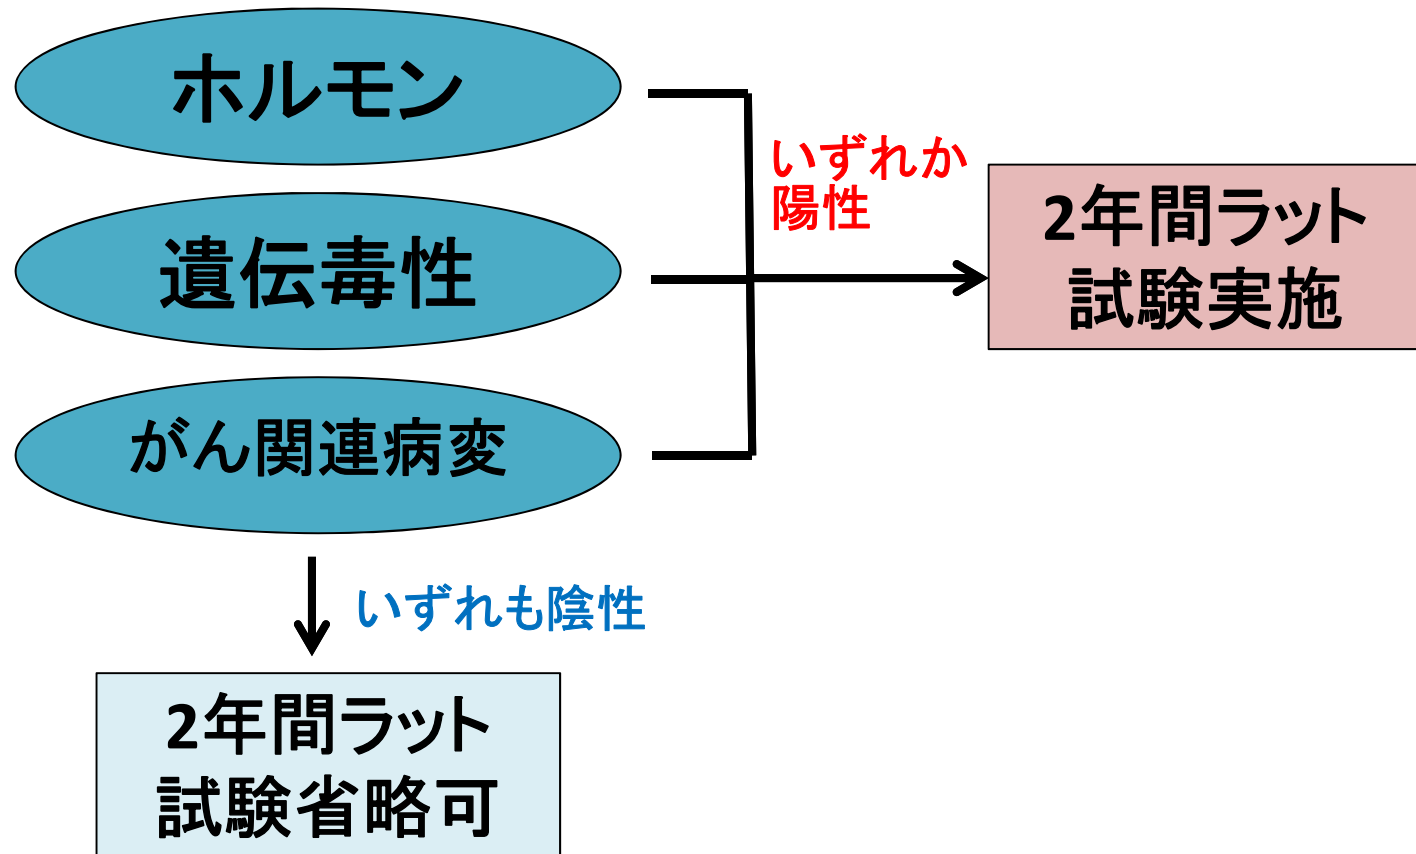 ホルモン
いずれか
陽性
遺伝毒性
2年間ラット
試験実施
がん関連病変
いずれも陰性
2年間ラット
試験省略可